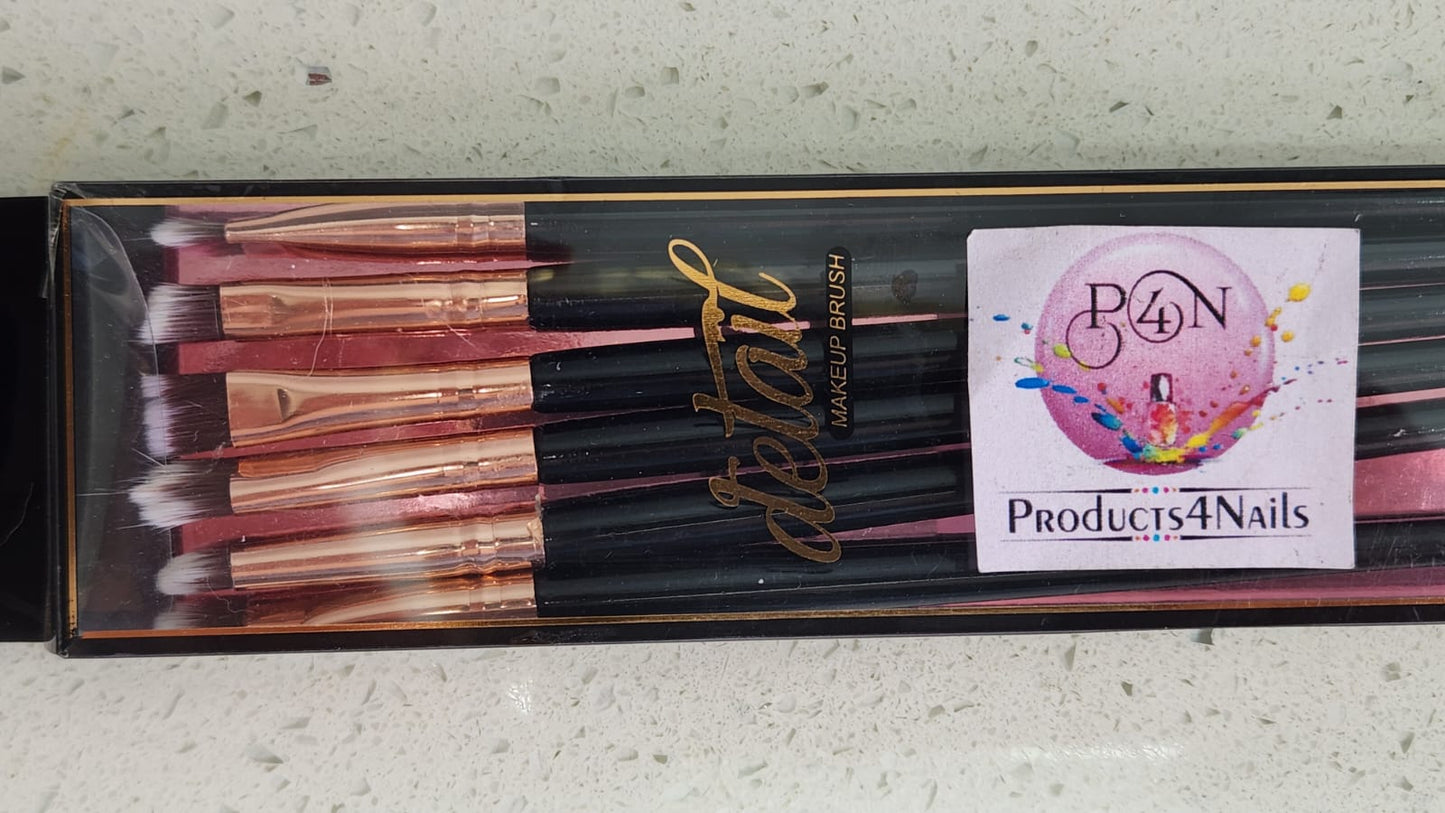 detail
MAKEUP BRUSH
P4N
Products4Nails